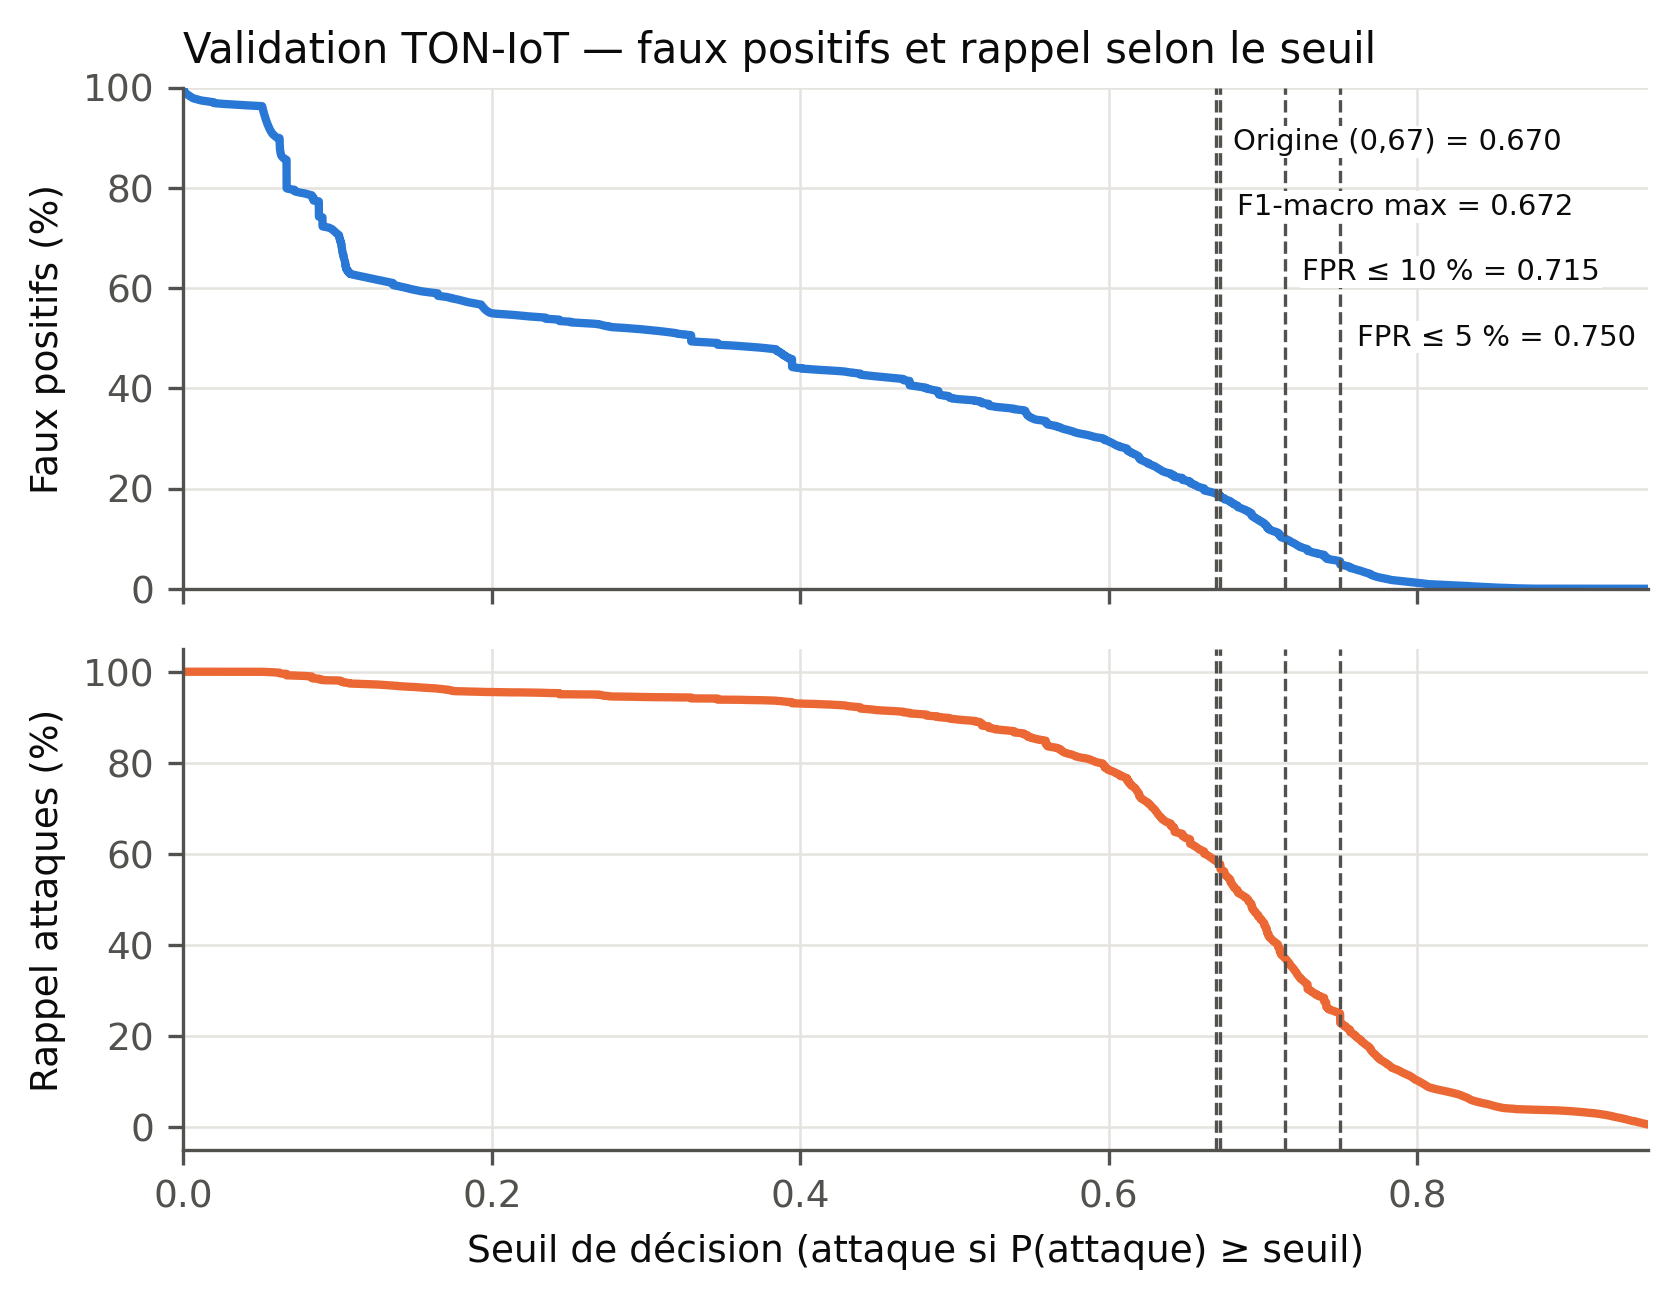 Validation TON-IoT — faux positifs et rappel selon le seuil
Faux positifs (%)
100
80
60
40
20
0
Origine (0,67) = 0.670
F1-macro max = 0.672
FPR ≤ 10 % = 0.715
FPR ≤ 5 % = 0.750
Rappel attaques (%)
100
80
60
40
20
0
0.0 0.2 0.4 0.6 0.8
Seuil de décision (attaque si P(attaque) ≥ seuil)